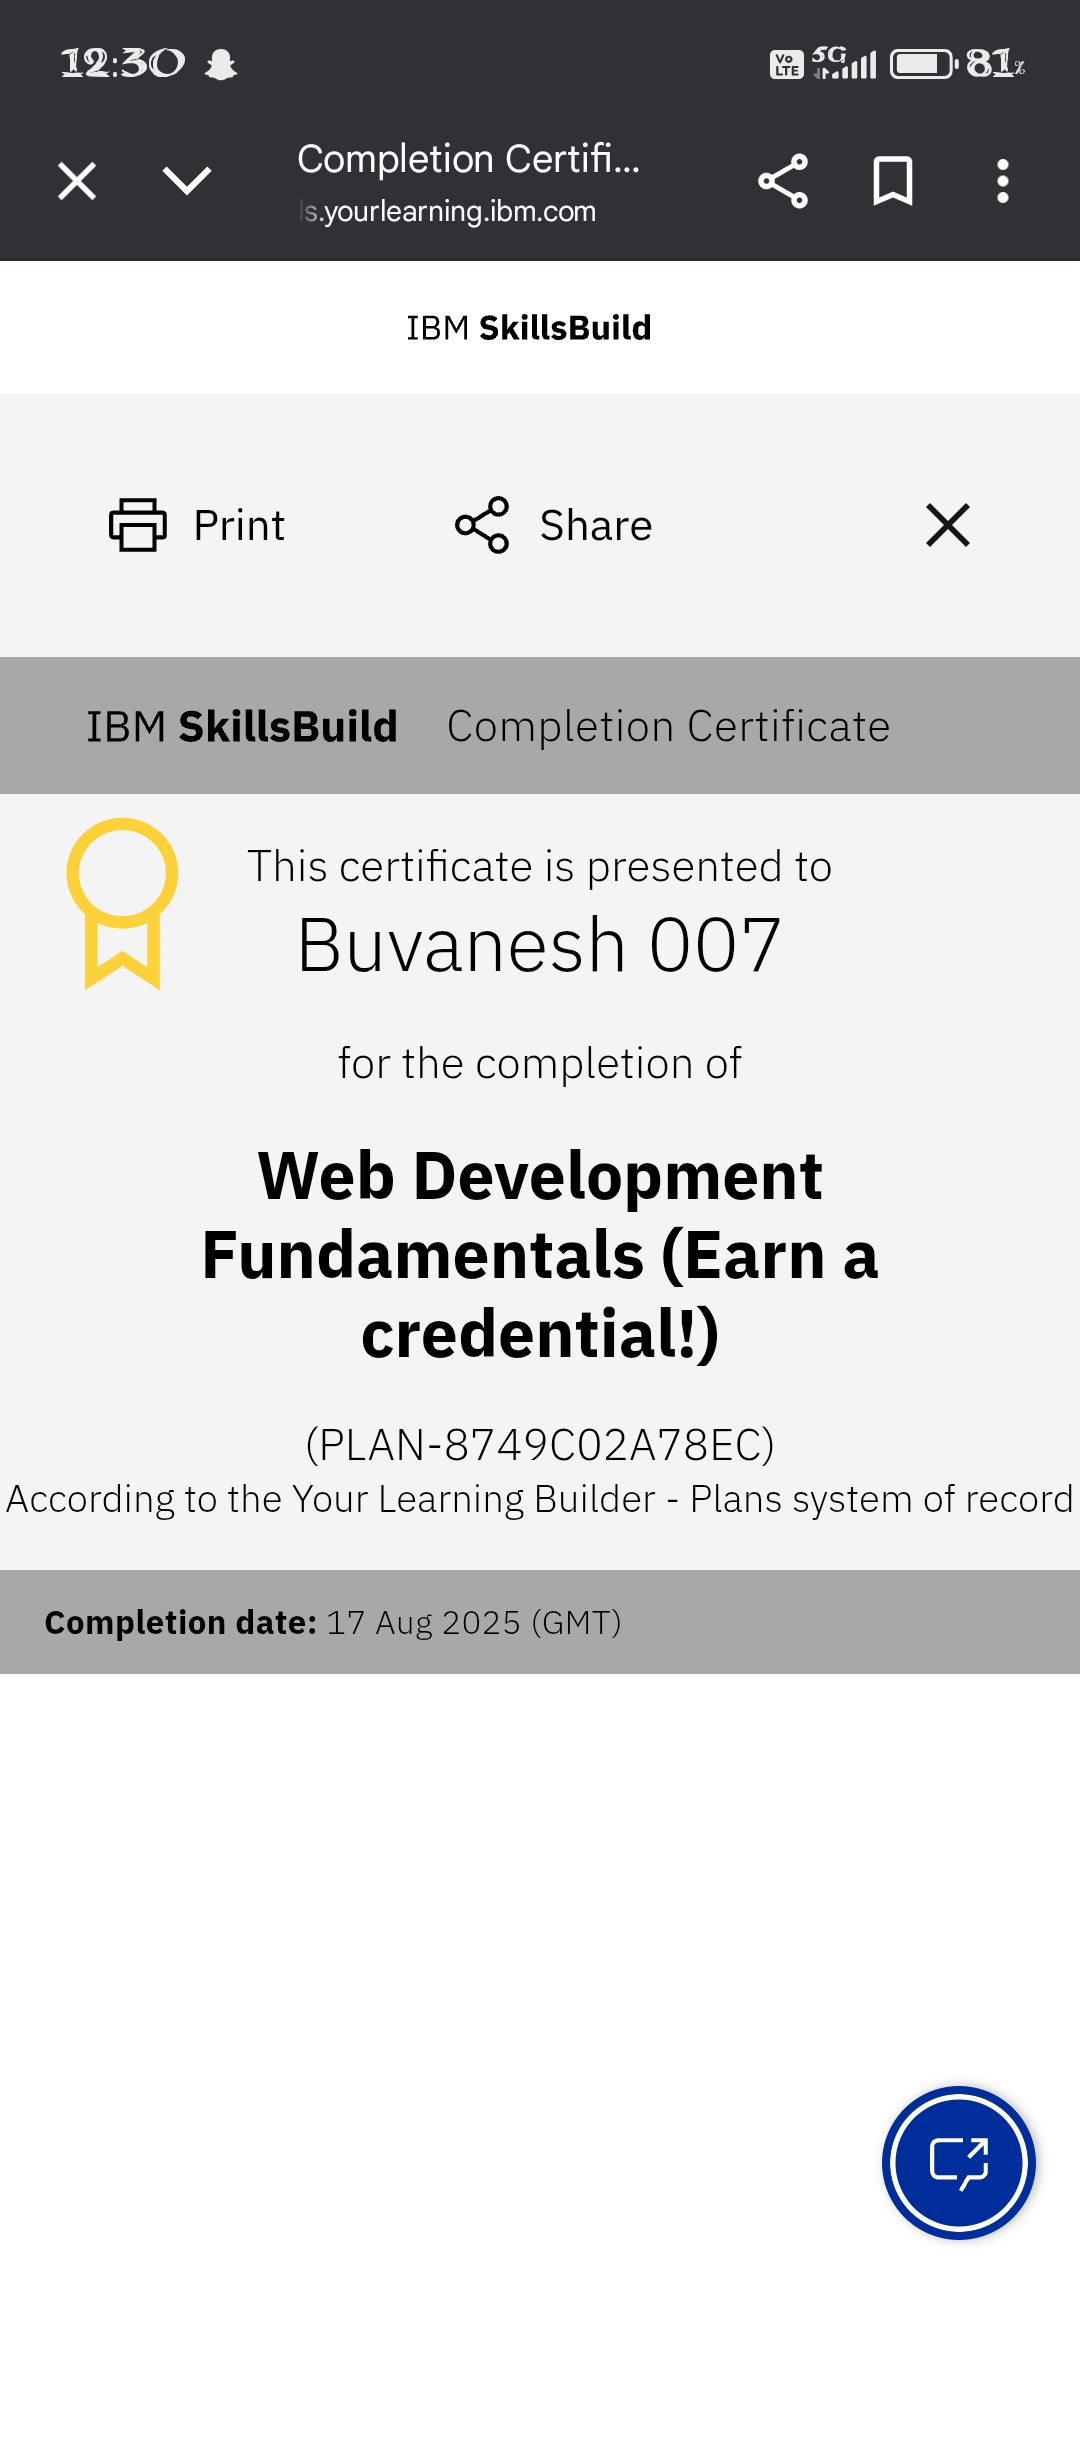 12:30 Vo LTE 5G 81%
Completion Certifi...
s.yourlearning.ibm.com
IBM SkillsBuild
Print Share
IBM SkillsBuild Completion Certificate
This certificate is presented to
Buvanesh 007
for the completion of
Web Development
Fundamentals (Earn a
credential!)
(PLAN-8749C02A78EC)
According to the Your Learning Builder - Plans system of record
Completion date: 17 Aug 2025 (GMT)